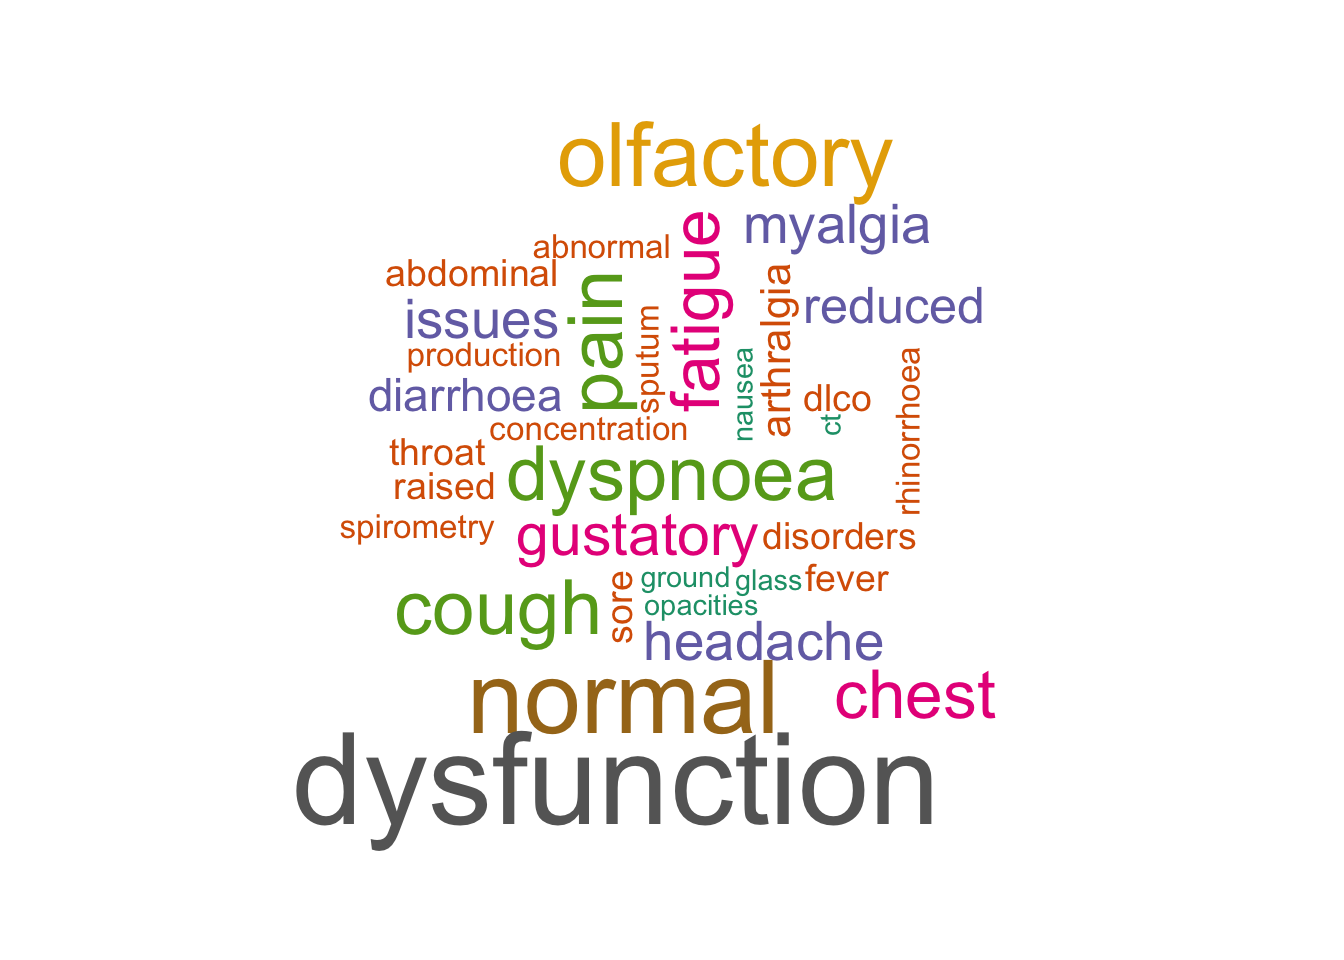 olfactory
myalgia
fatigue
abnormal
abdominal
pain
arthralgia
reduced
issues
sputum
production
nausea
rhinorrhoea
diarrhoea
dlco
ct
concentration
throat
dyspnoea
raised
spirometry
gustatory
disorders
ground
glass
fever
sore
cough
opacities
headache
normal
chest
dysfunction